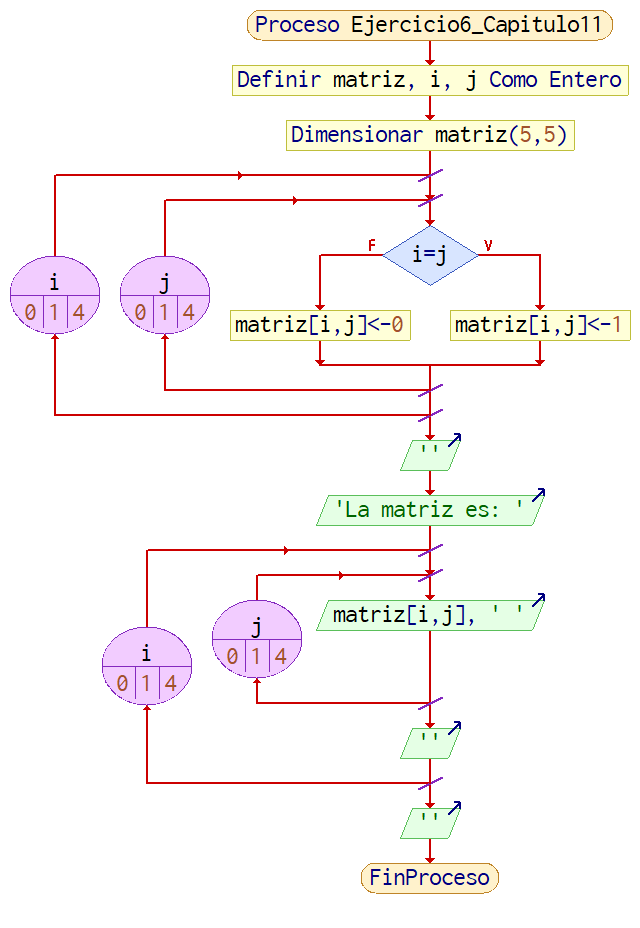 Proceso Ejercicio6_Capitulo11
Definir matriz, i, j Como Entero
Dimensionar matriz(5,5)
i
0 1 4
j
0 1 4
F
i=j
V
matriz[i,j]<-0
matriz[i,j]<-1
''
'La matriz es: '
i
0 1 4
j
0 1 4
matriz[i,j], ' '
''
''
FinProceso